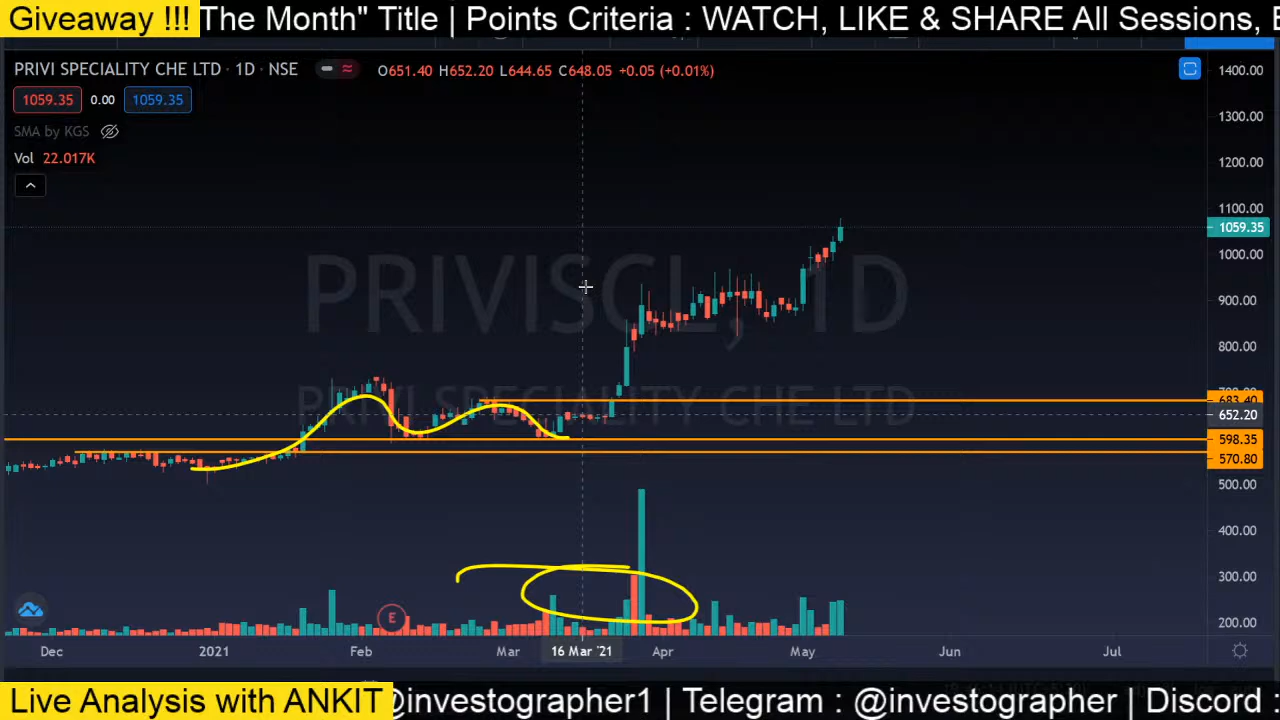 Giveaway !!! The Month" Title | Points Criteria : WATCH, LIKE & SHARE All Sessions, E
PRIVI SPECIALITY CHE LTD · 1D · NSE O651.40 H652.20 L644.65 C648.05 +0.05 (+0.01%)
1059.35 0.00 1059.35
SMA by KGS
Vol 22.017K
PRIVISCL, 1D
PRIVI SPECIALITY CHE LTD
1400.00
1300.00
1200.00
1100.00
1059.35
1000.00
900.00
800.00
700.00
683.40
652.20
598.35
570.80
500.00
400.00
300.00
200.00
E
Dec 2021 Feb Mar 16 Mar '21 Apr May Jun Jul
Live Analysis with ANKIT @investographer1 | Telegram : @investographer | Discord :